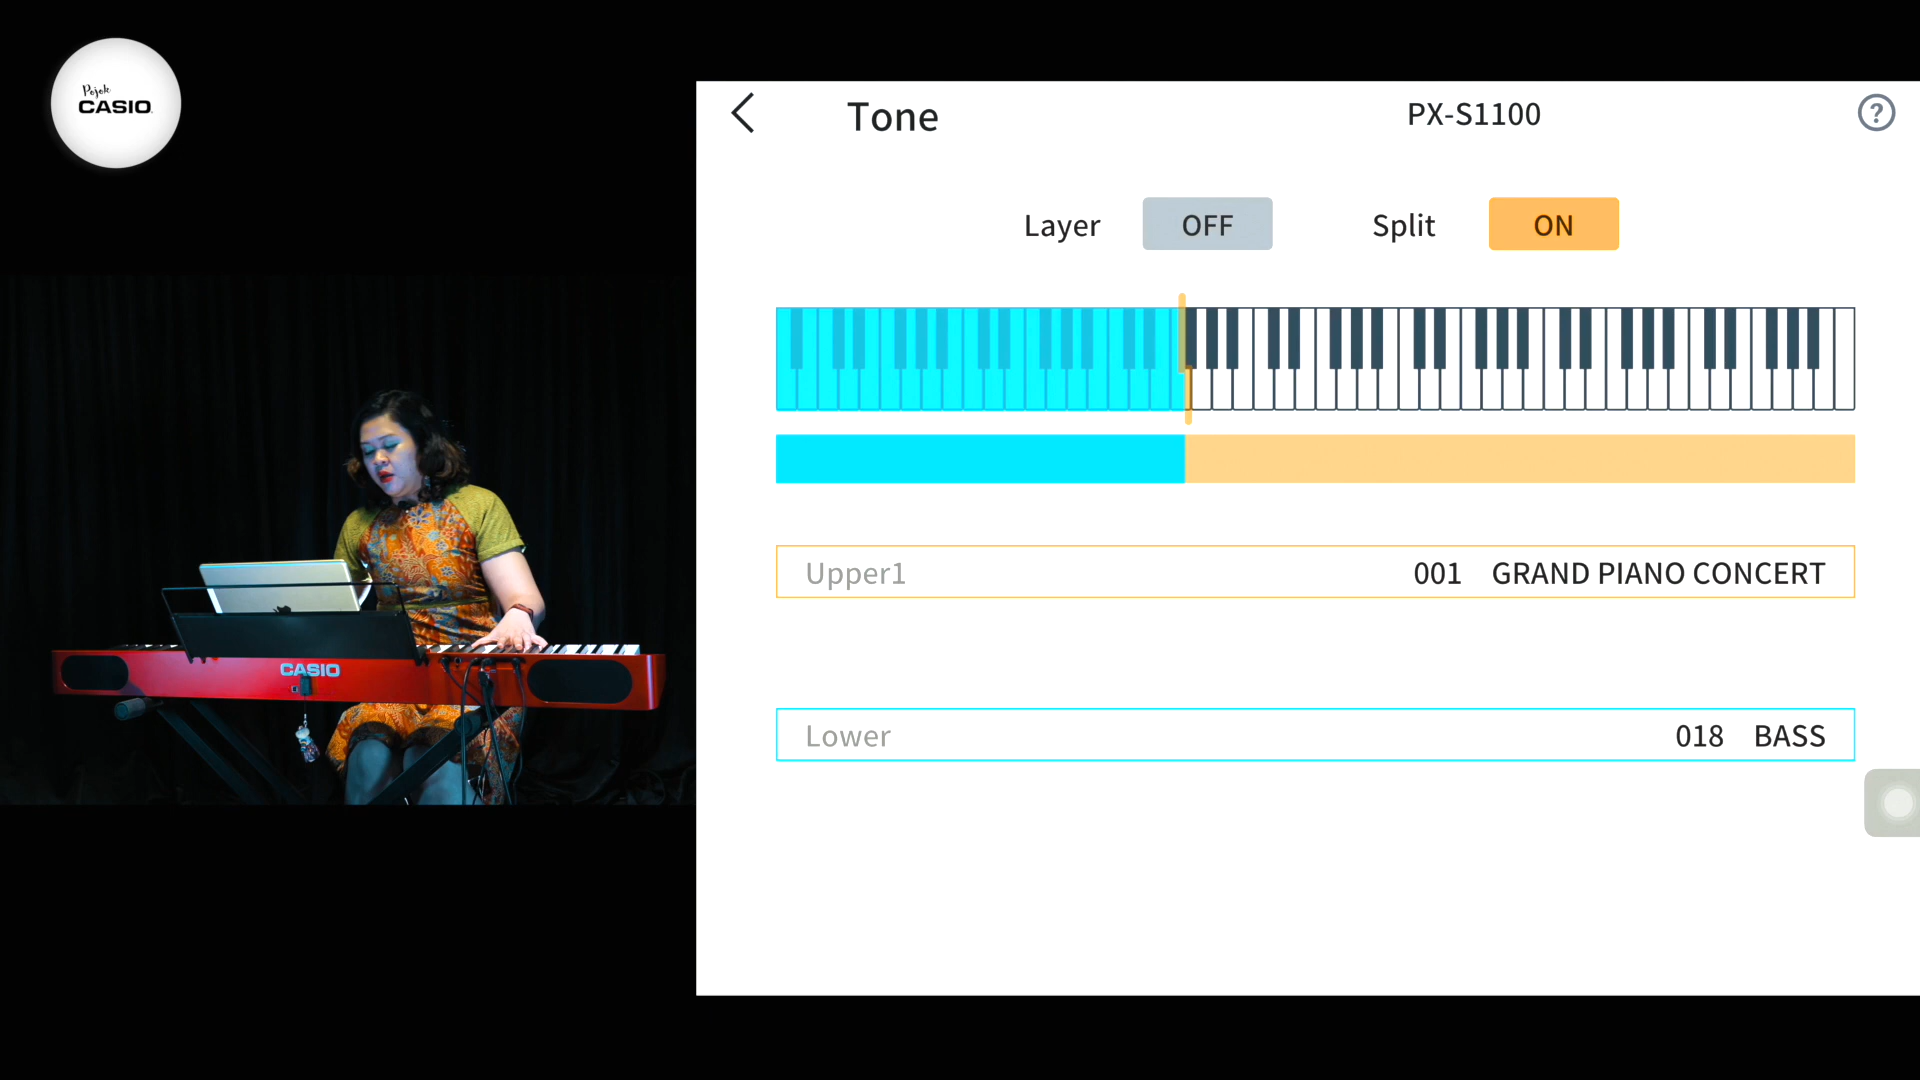 Pojok
CASIO
Tone
PX-S1100
?
Layer
OFF
Split
ON
Upper1
001 GRAND PIANO CONCERT
Lower
018 BASS
CASIO